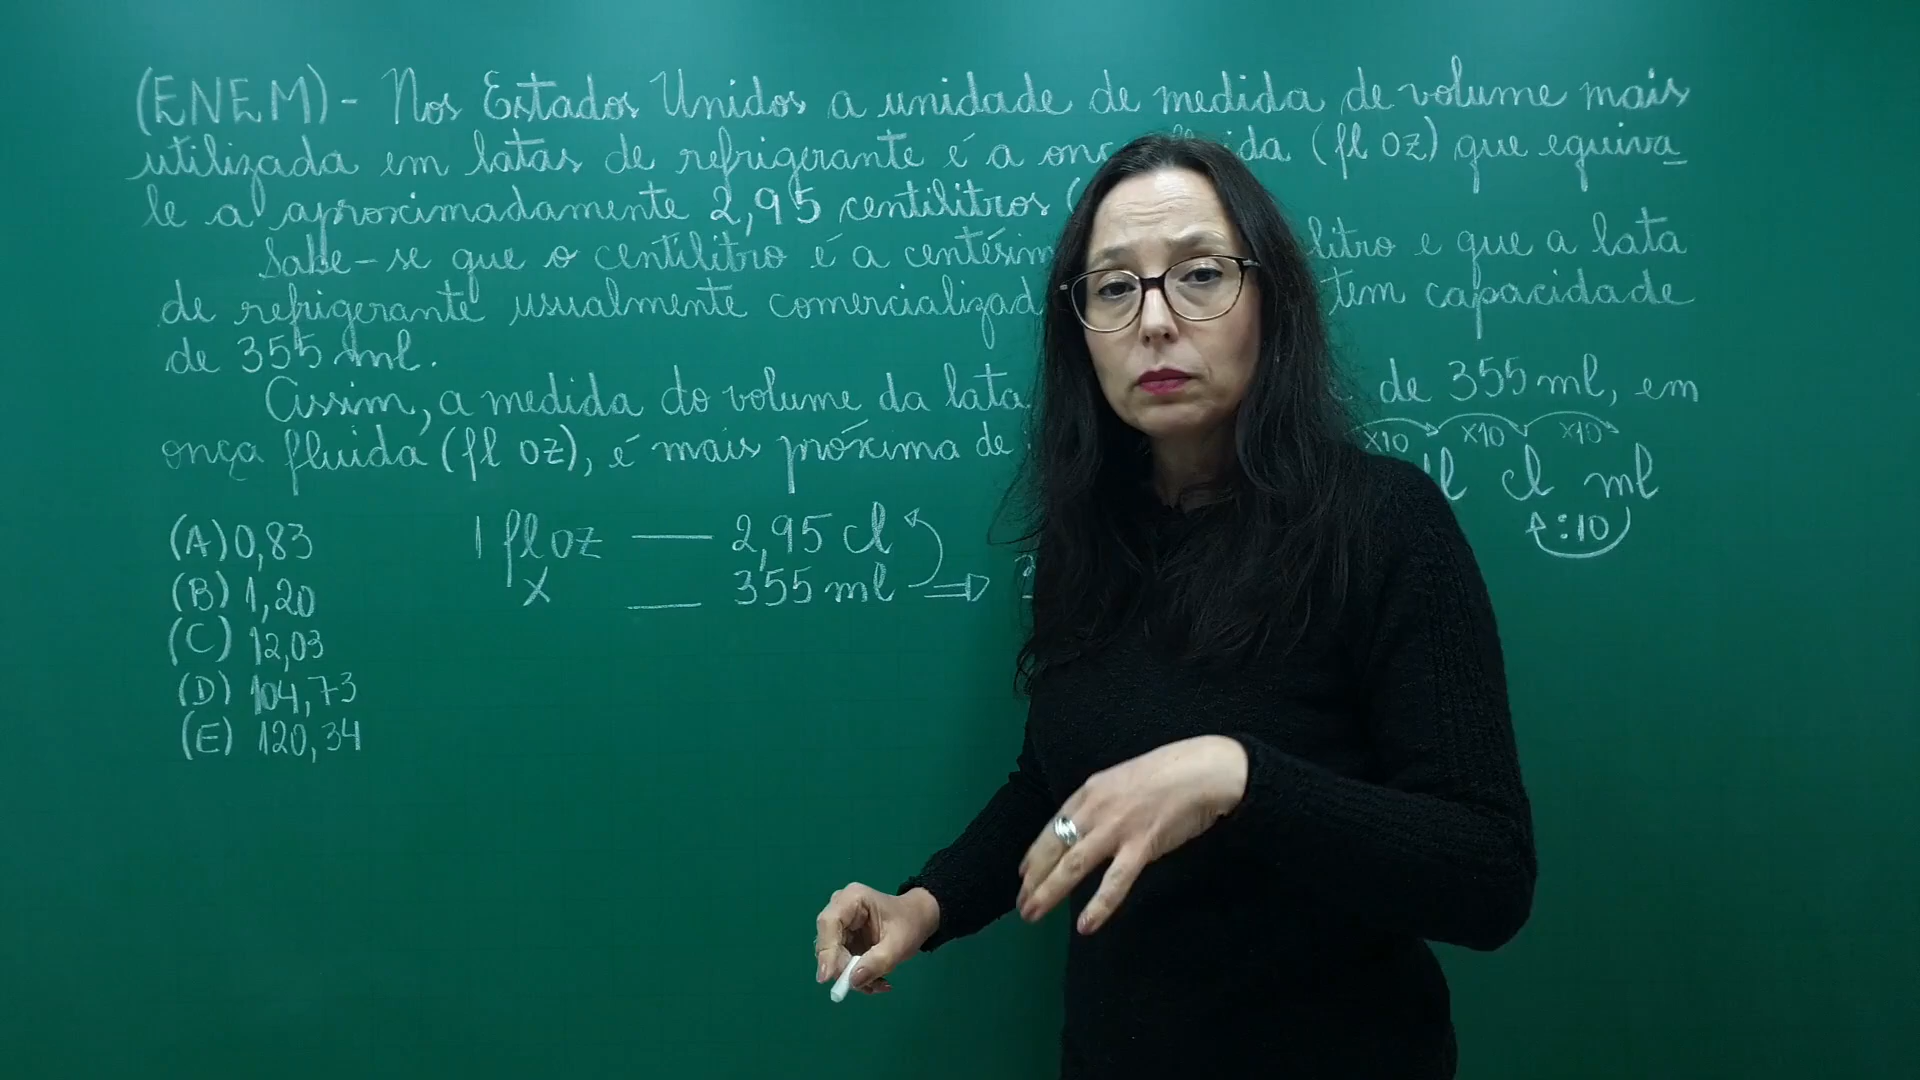 (ENEM) - Nos Estados Unidos a unidade de medida de volume mais
utilizada em latas de refrigerante é a (fl oz) que equiva
le a aproximadamente 2,95 centilitros (
Sabe-se que o centilitro é a litro e que a lata
de refrigerante usualmente tem capacidade
de 355 ml.
Assim, a medida do volume da lata de 355 ml, em
onça fluida (fl oz), é mais próxima de
x10 x10 x10
cl ml
:10
(A) 0,83
(B) 1,20
(C) 12,03
(D) 104,73
(E) 120,34
1 fl oz — 2,95 cl
x — 355 ml ⇒